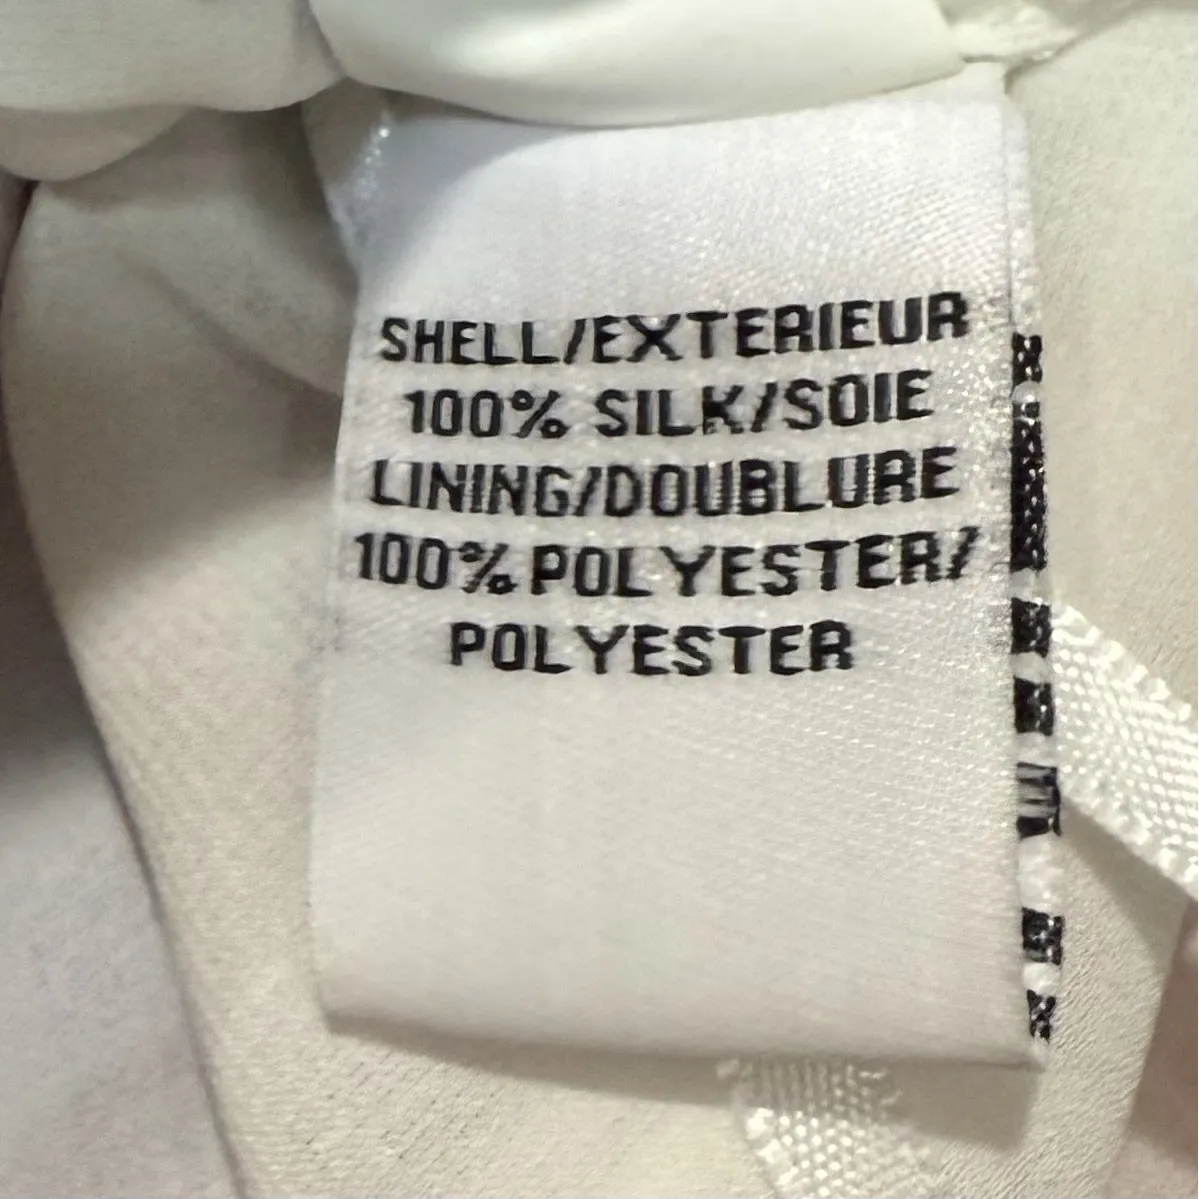 SHELL/EXTERIEUR
100% SILK/SOIE
LINING/DOUBLURE
100% POLYESTER/
POLYESTER